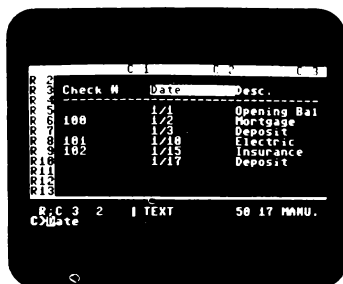 C 1 C 2 C 3
R 2
R 3 Check # Date Desc.
R 4
R 5 1/1 Opening Bal
R 6 100 1/2 Mortgage
R 7 1/3 Deposit
R 8 101 1/10 Electric
R 9 102 1/15 Insurance
R10 1/17 Deposit
R11
R12
R13
R;C 3 2 TEXT 50 17 MANU.
C>Date